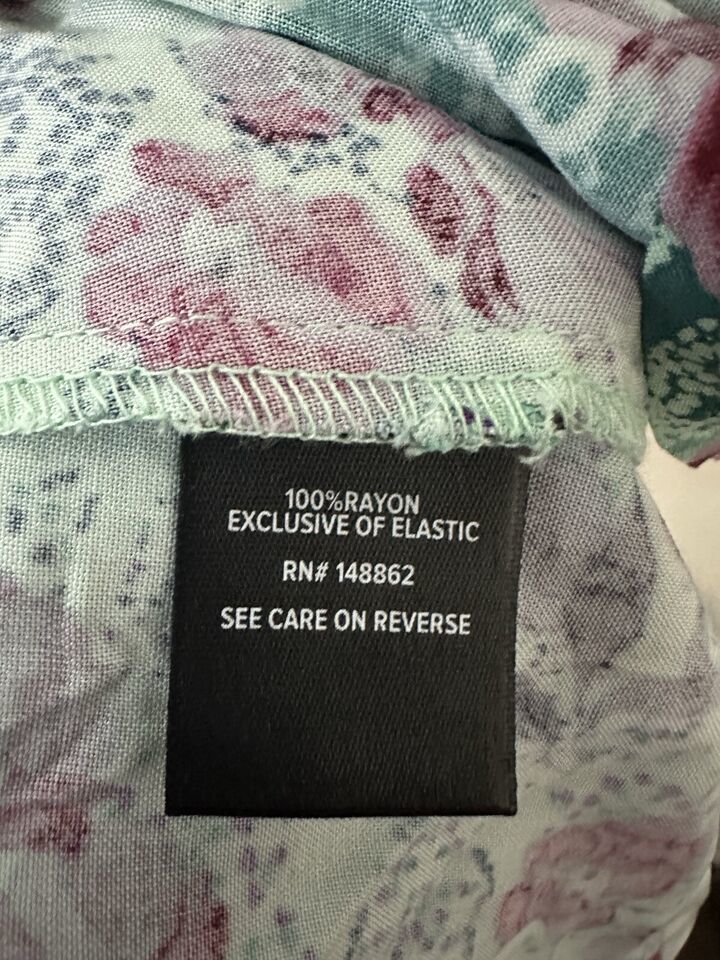 100%RAYON
EXCLUSIVE OF ELASTIC
RN# 148862
SEE CARE ON REVERSE